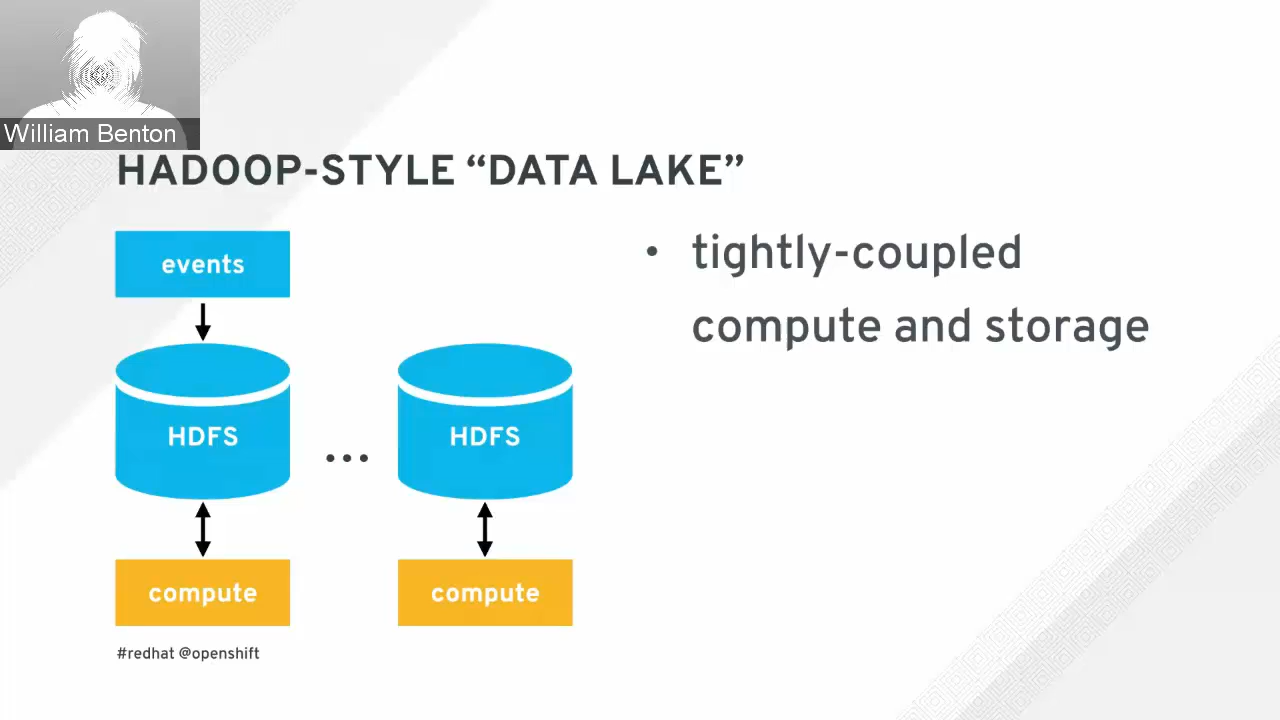 William Benton
HADOOP-STYLE “DATA LAKE”
events
HDFS
... 
HDFS
compute
compute
• tightly-coupled
compute and storage
#redhat @openshift